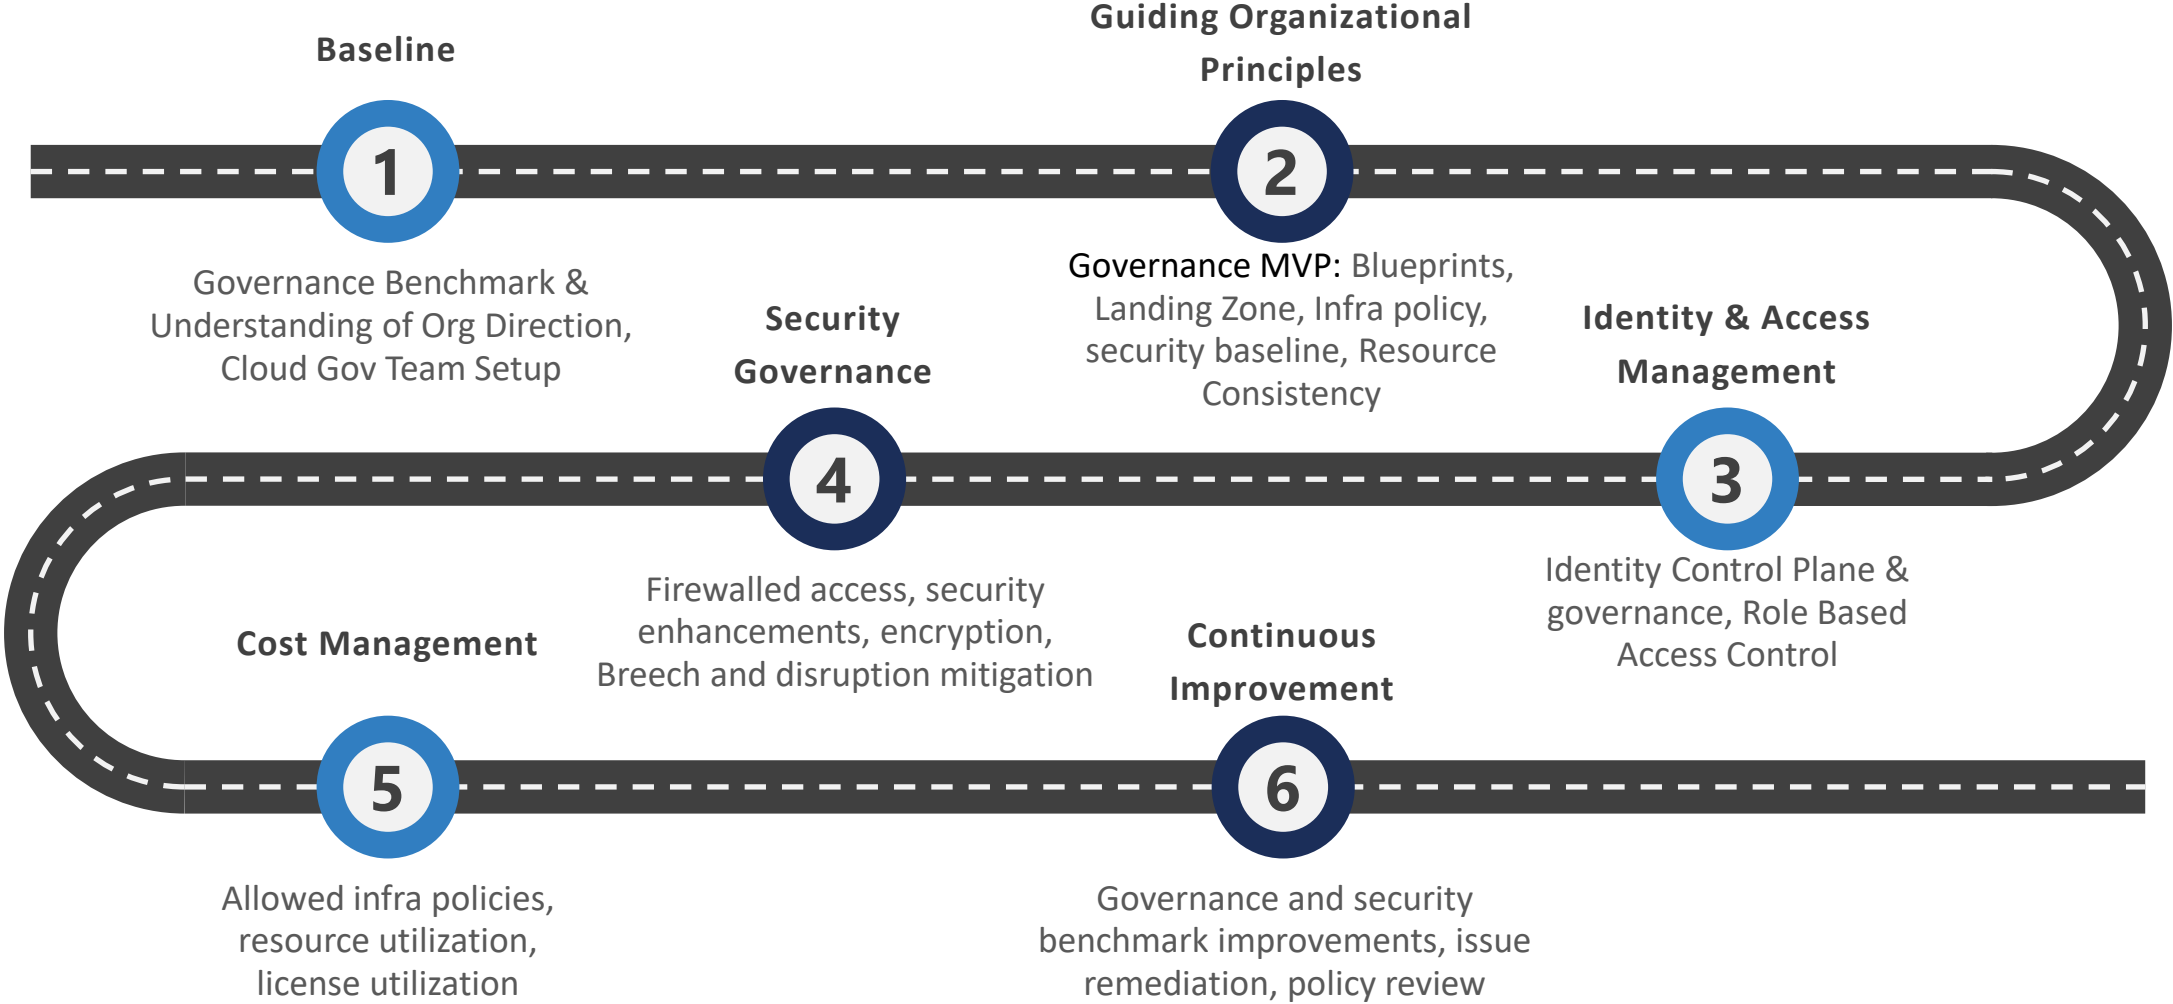 Baseline
1
Governance Benchmark &
Understanding of Org Direction,
Cloud Gov Team Setup
Guiding Organizational
Principles
2
Governance MVP: Blueprints,
Landing Zone, Infra policy,
security baseline, Resource
Consistency
Identity & Access
Management
3
Identity Control Plane &
governance, Role Based
Access Control
Security
Governance
4
Firewalled access, security
enhancements, encryption,
Breech and disruption mitigation
Cost Management
5
Allowed infra policies,
resource utilization,
license utilization
Continuous
Improvement
6
Governance and security
benchmark improvements, issue
remediation, policy review